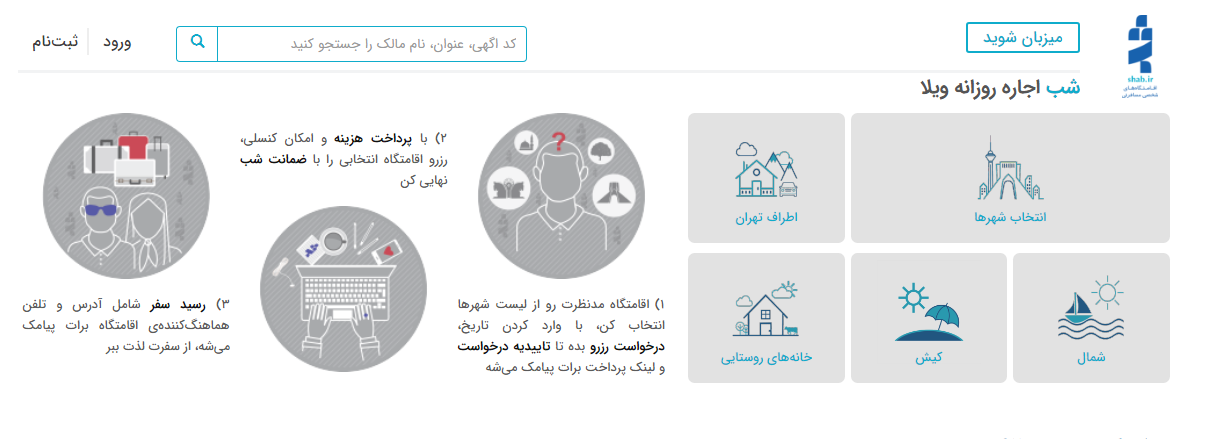 میزبان شوید
کد اگهی، عنوان، نام مالک را جستجو کنید
ورود
ثبت‌نام
shab.ir
اقامتگاه‌های
شخصی مسافران
شب اجاره روزانه ویلا
انتخاب شهرها
اطراف تهران
شمال
کیش
خانه‌های روستایی
۱) اقامتگاه مدنظرت رو از لیست شهرها
انتخاب کن، با وارد کردن تاریخ،
درخواست رزرو بده تا تاییدیه درخواست
و لینک پرداخت برات پیامک می‌شه
۲) با پرداخت هزینه و امکان کنسلی،
رزرو اقامتگاه انتخابی را با ضمانت شب
نهایی کن
۳) رسید سفر شامل آدرس و تلفن
هماهنگ‌کننده‌ی اقامتگاه برات پیامک
می‌شه، از سفرت لذت ببر